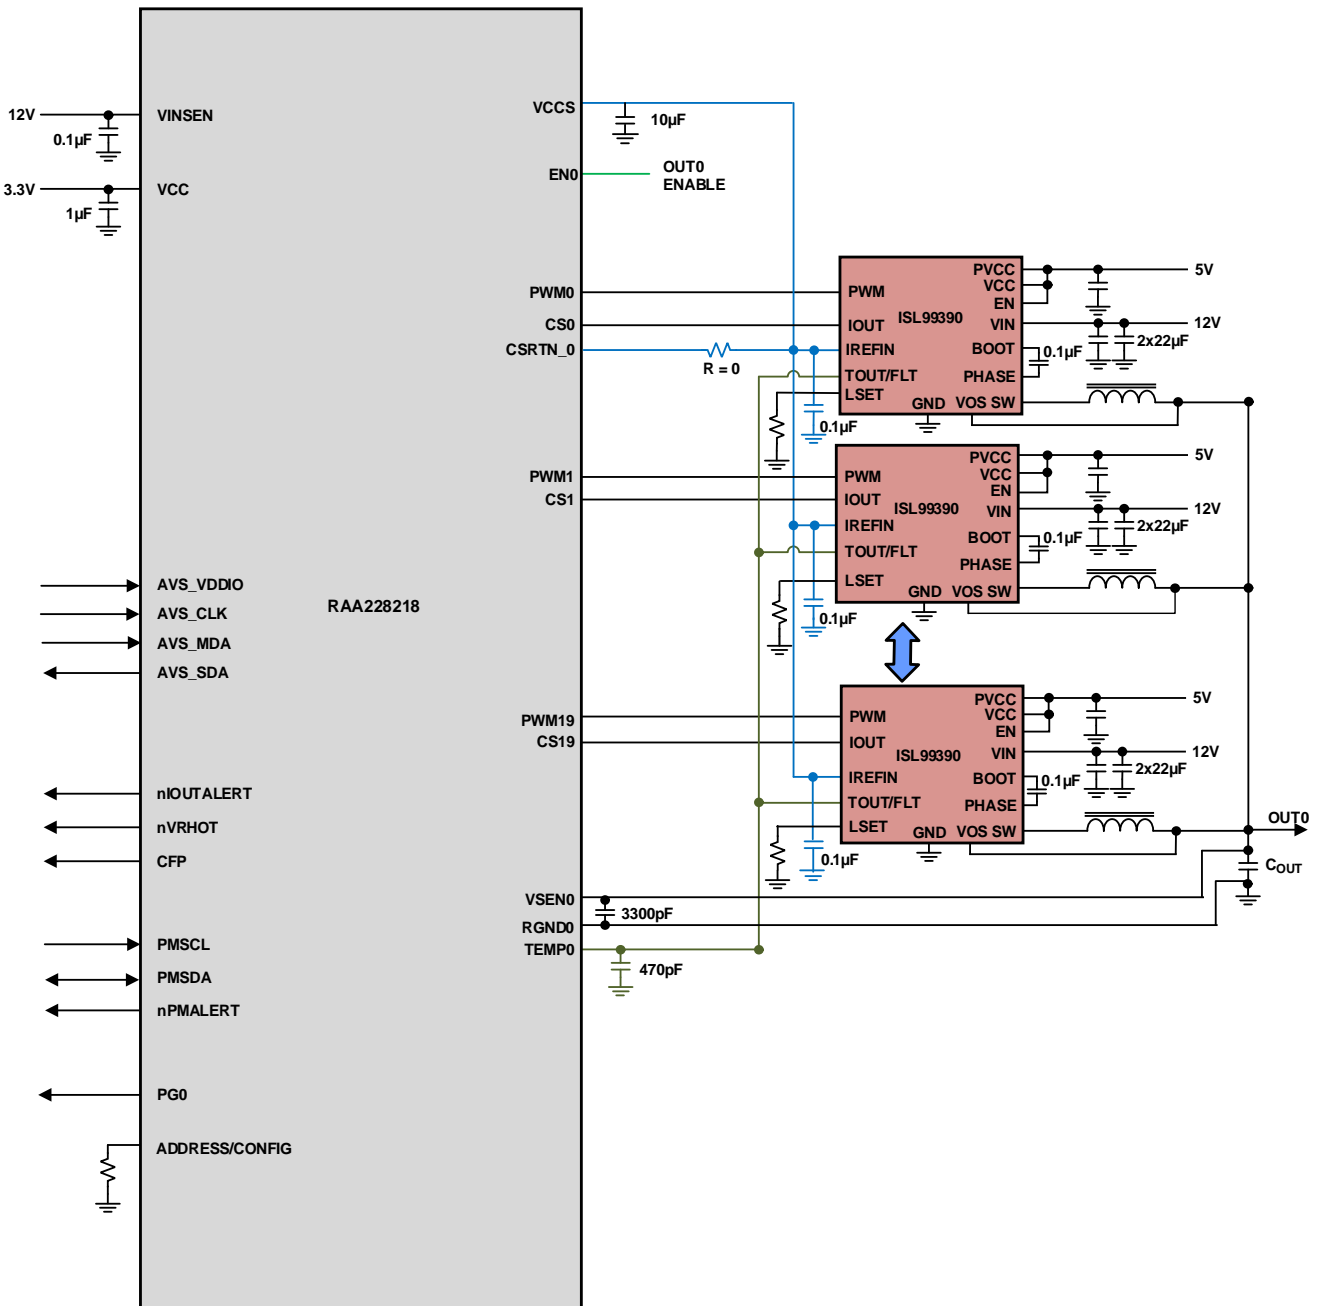 12V
0.1µF
VINSEN
3.3V
1µF
VCC
AVS_VDDIO
AVS_CLK
AVS_MDA
AVS_SDA
nIOUTALERT
nVRHOT
CFP
PMSCL
PMSDA
nPMALERT
PG0
ADDRESS/CONFIG
RAA228218
VCCS
10µF
EN0
OUT0
ENABLE
PWM0
CS0
CSRTN_0
R = 0
PWM1
CS1
PWM19
CS19
VSEN0
3300pF
RGND0
TEMP0
470pF
PWM
IOUT
IREFIN
TOUT/FLT
LSET
0.1µF
ISL99390
GND
PVCC
VCC
EN
VIN
BOOT
PHASE
VOS SW
5V
12V
2x22µF
0.1µF
PWM
IOUT
IREFIN
TOUT/FLT
LSET
0.1µF
ISL99390
GND
PVCC
VCC
EN
VIN
BOOT
PHASE
VOS SW
5V
12V
2x22µF
0.1µF
PWM
IOUT
IREFIN
TOUT/FLT
LSET
0.1µF
ISL99390
GND
PVCC
VCC
EN
VIN
BOOT
PHASE
VOS SW
5V
12V
2x22µF
0.1µF
OUT0
COUT